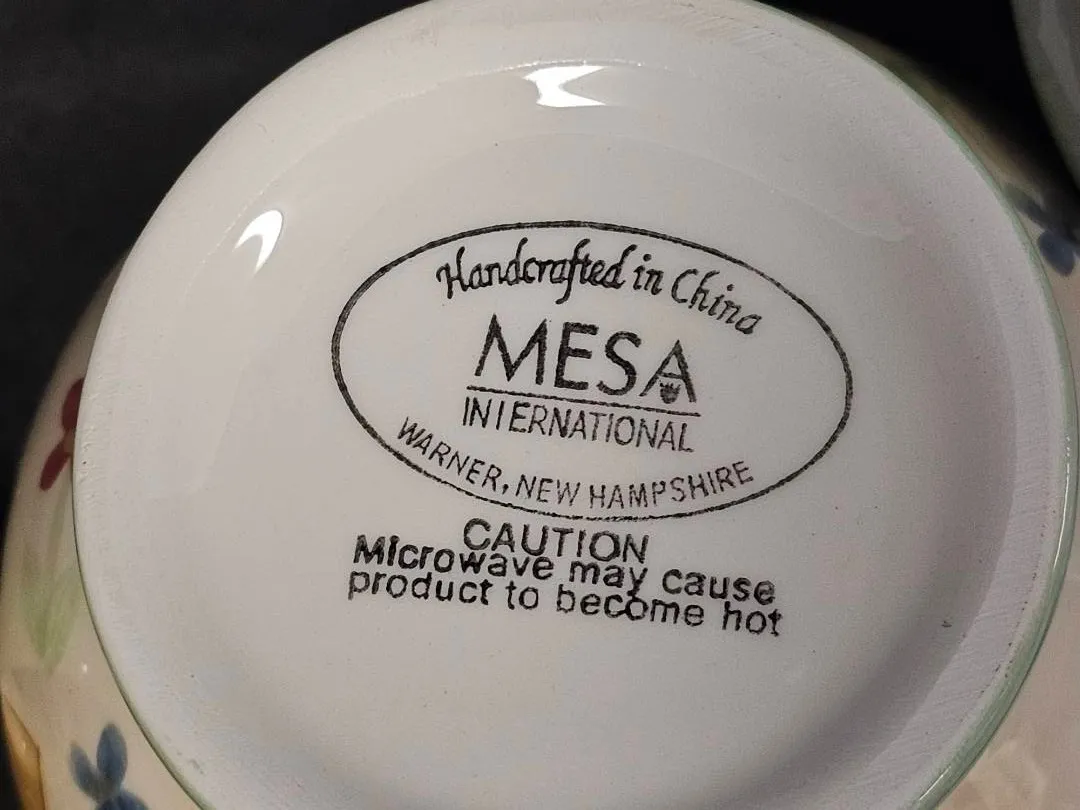 Handcrafted in China
MESA
INTERNATIONAL
WARNER, NEW HAMPSHIRE
CAUTION
Microwave may cause
product to become hot